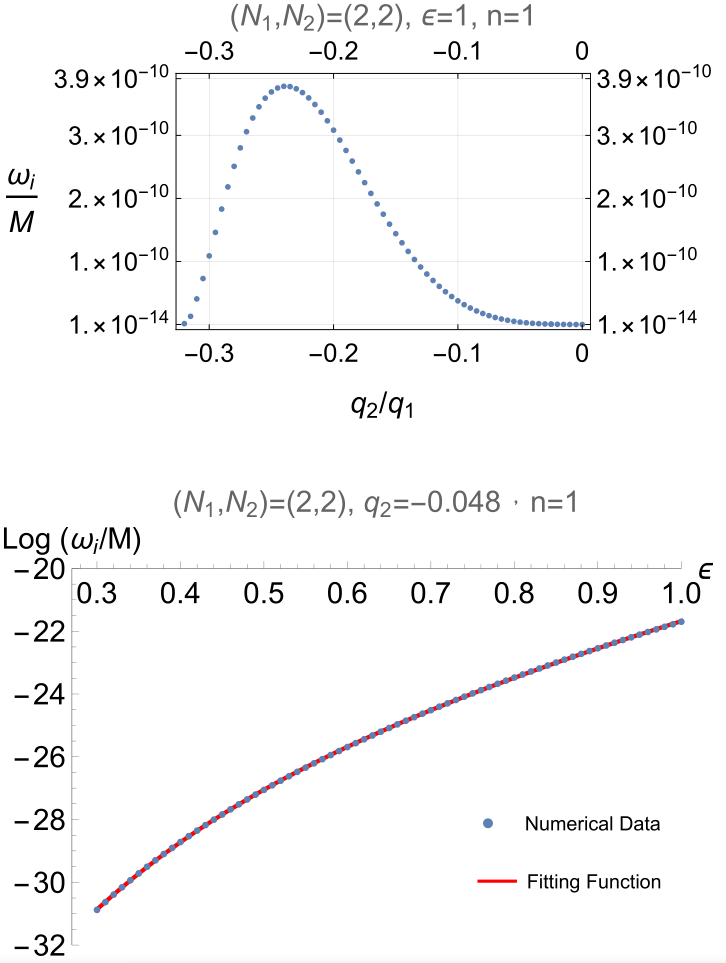 (N₁,N₂)=(2,2), ϵ=1, n=1
−0.3 −0.2 −0.1 0
3.9×10⁻¹⁰ 3.9×10⁻¹⁰
3.×10⁻¹⁰ 3.×10⁻¹⁰
ωᵢ
M
2.×10⁻¹⁰ 2.×10⁻¹⁰
1.×10⁻¹⁰ 1.×10⁻¹⁰
1.×10⁻¹⁴ 1.×10⁻¹⁴
−0.3 −0.2 −0.1 0
q₂/q₁
(N₁,N₂)=(2,2), q₂=−0.048 , n=1
Log (ωᵢ/M)
−20 ϵ
0.3 0.4 0.5 0.6 0.7 0.8 0.9 1.0
−22
−24
−26
−28
Numerical Data
−30
Fitting Function
−32